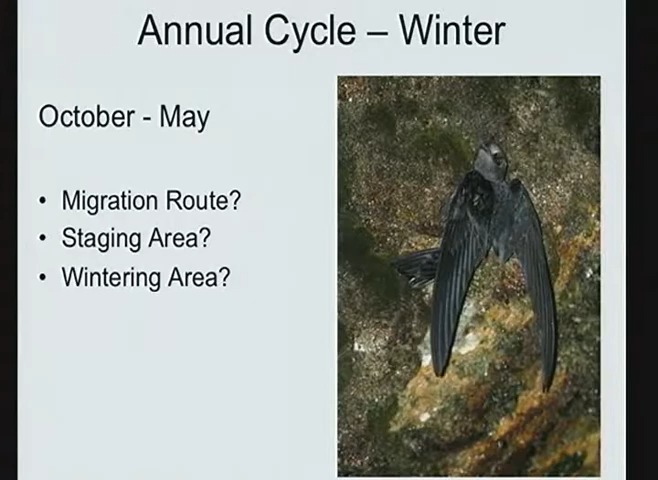 Annual Cycle – Winter
October - May
• Migration Route?
• Staging Area?
• Wintering Area?